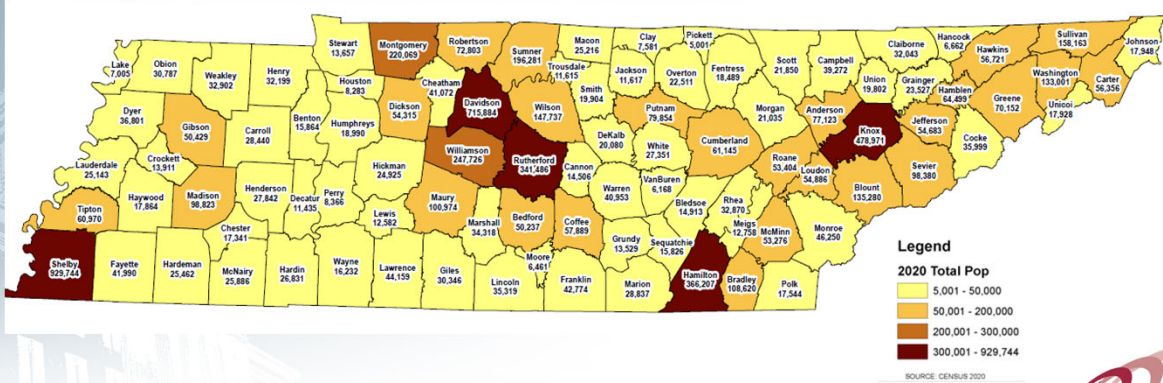 Stewart
13,657
Montgomery
220,069
Robertson
72,803
Sumner
196,281
Macon
25,216
Clay
7,581
Pickett
5,001
Claiborne
32,043
Hancock
6,662
Hawkins
56,721
Sullivan
158,163
Johnson
17,948
Lake
7,005
Obion
30,787
Weakley
32,902
Henry
32,199
Houston
8,283
Cheatham
41,072
Trousdale
11,615
Smith
19,904
Jackson
11,617
Overton
22,511
Fentress
18,489
Scott
21,850
Campbell
39,272
Union
19,802
Grainger
23,527
Hamblen
64,499
Greene
70,152
Washington
133,001
Carter
56,356
Unicoi
17,928
Dyer
36,801
Gibson
50,429
Carroll
28,440
Benton
15,864
Humphreys
18,990
Dickson
54,315
Davidson
715,884
Wilson
147,737
DeKalb
20,080
Putnam
79,854
White
27,351
Cumberland
61,145
Morgan
21,035
Anderson
77,123
Knox
478,971
Jefferson
54,683
Cocke
35,999
Lauderdale
25,143
Crockett
13,911
Haywood
17,864
Madison
98,823
Henderson
27,842
Decatur
11,435
Perry
8,366
Hickman
24,925
Williamson
247,726
Rutherford
341,486
Cannon
14,506
Warren
40,953
VanBuren
6,168
Bledsoe
14,913
Rhea
32,870
Roane
53,404
Loudon
54,886
Blount
135,280
Sevier
98,380
Tipton
60,970
Chester
17,341
Lewis
12,582
Maury
100,974
Marshall
34,318
Bedford
50,237
Coffee
57,889
Grundy
13,529
Sequatchie
15,826
Meigs
12,758
McMinn
53,276
Monroe
46,250
Shelby
929,744
Fayette
41,990
Hardeman
25,462
McNairy
25,886
Hardin
26,831
Wayne
16,232
Lawrence
44,159
Giles
30,346
Lincoln
35,319
Moore
6,461
Franklin
42,774
Marion
28,837
Hamilton
366,207
Bradley
108,620
Polk
17,544
Legend
2020 Total Pop
5,001 - 50,000
50,001 - 200,000
200,001 - 300,000
300,001 - 929,744
SOURCE: CENSUS 2020